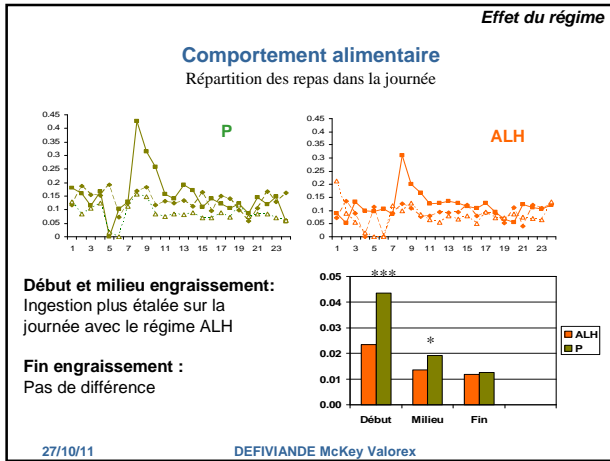 Effet du régime
Comportement alimentaire
Répartition des repas dans la journée
P
0.45
0.4
0.35
0.3
0.25
0.2
0.15
0.1
0.05
0
1 3 5 7 9 11 13 15 17 19 21 23
ALH
0.45
0.4
0.35
0.3
0.25
0.2
0.15
0.1
0.05
0
1 3 5 7 9 11 13 15 17 19 21 23
Début et milieu engraissement:
Ingestion plus étalée sur la
journée avec le régime ALH
Fin engraissement :
Pas de différence
***
*
0.05
0.04
0.03
0.02
0.01
0.00
Début Milieu Fin
ALH
P
27/10/11 DEFIVIANDE McKey Valorex